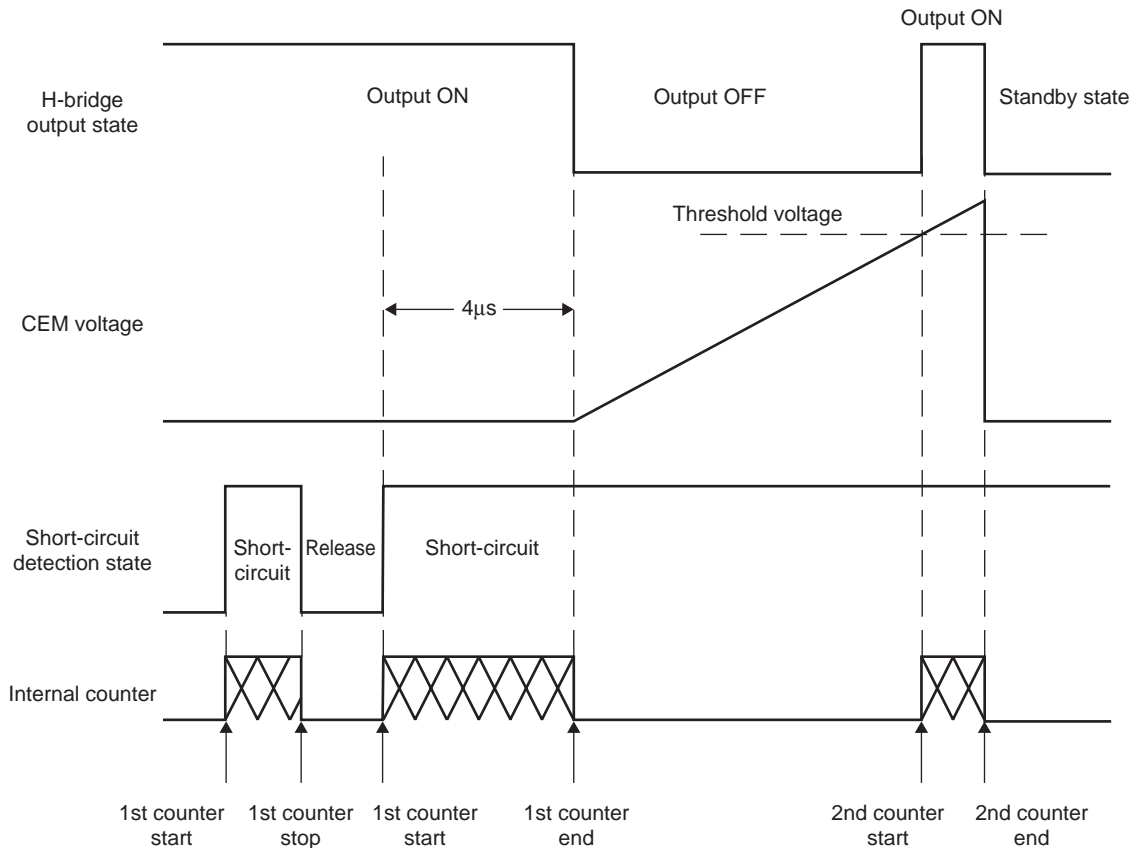 Output ON
H-bridge
output state
Output ON
Output OFF
Standby state
Threshold voltage
4μs
CEM voltage
Short-circuit
detection state
Short-
circuit
Release
Short-circuit
Internal counter
1st counter
start
1st counter
stop
1st counter
start
1st counter
end
2nd counter
start
2nd counter
end